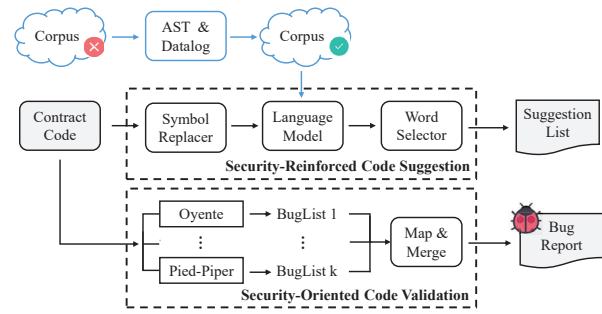 Corpus
AST &
Datalog
Corpus
Contract
Code
Symbol
Replacer
Language
Model
Word
Selector
Suggestion
List
Security-Reinforced Code Suggestion
Oyente
BugList 1
⋮
⋮
Pied-Piper
BugList k
Map &
Merge
Bug
Report
Security-Oriented Code Validation